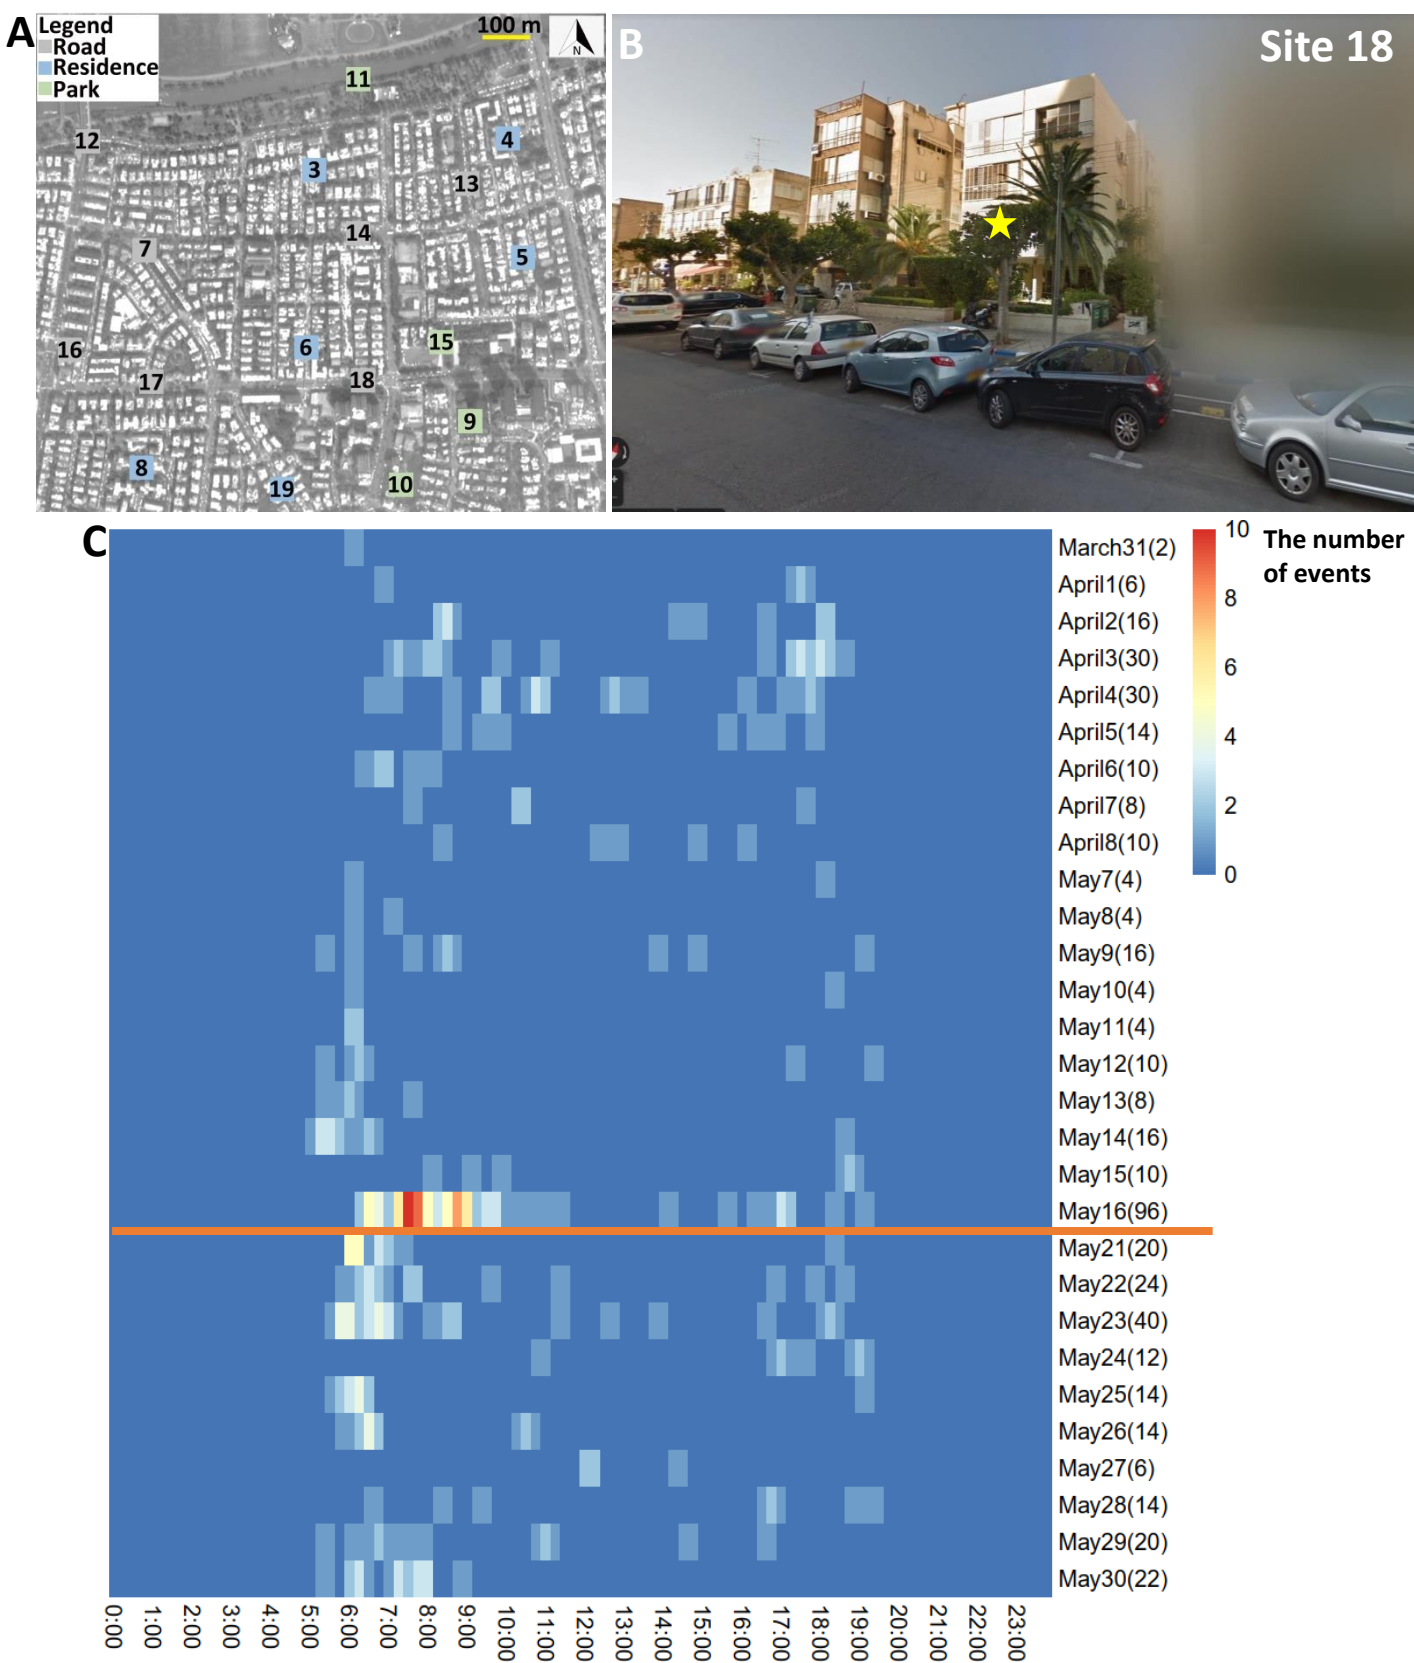 A
Legend
Road
Residence
Park
100 m
N
11
12
4
3
13
14
7
5
15
6
16
17
18
9
8
19
10
B
Site 18
C
March31(2)
April1(6)
April2(16)
April3(30)
April4(30)
April5(14)
April6(10)
April7(8)
April8(10)
May7(4)
May8(4)
May9(16)
May10(4)
May11(4)
May12(10)
May13(8)
May14(16)
May15(10)
May16(96)
May21(20)
May22(24)
May23(40)
May24(12)
May25(14)
May26(14)
May27(6)
May28(14)
May29(20)
May30(22)
10
8
6
4
2
0
The number
of events
0:00
1:00
2:00
3:00
4:00
5:00
6:00
7:00
8:00
9:00
10:00
11:00
12:00
13:00
14:00
15:00
16:00
17:00
18:00
19:00
20:00
21:00
22:00
23:00